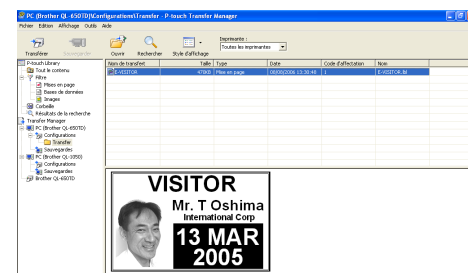 PC (Brother QL-650TD)\Configurations\Transfer - P-touch Transfer Manager
Fichier Edition Affichage Outils Aide
Transférer Sauvegarder Ouvrir Rechercher Style d'affichage
Imprimante :
Toutes les imprimantes
P-touch Library
Tout le contenu
Filtre
Mises en page
Bases de données
Images
Corbeille
Résultats de la recherche
Transfer Manager
PC (Brother QL-650TD)
Configurations
Transfer
Sauvegardes
PC (Brother QL-1050)
Configurations
Sauvegardes
Brother QL-650TD
Nom de transfert Taille Type Date Code d'affectation Nom
E-VISITOR 470KB Mise en page 1 E-VISITOR.lbl
VISITOR
Mr. T Oshima
International Corp
13 MAR
2005